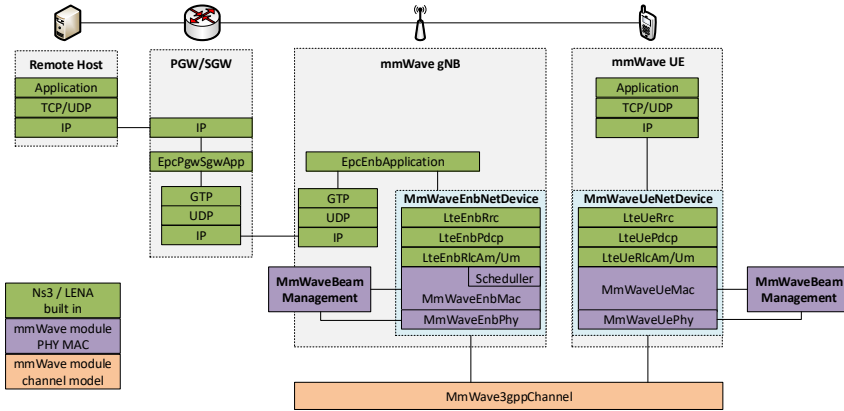 Remote Host
Application
TCP/UDP
IP
PGW/SGW
IP
EpcPgwSgwApp
GTP
UDP
IP
mmWave gNB
EpcEnbApplication
GTP
UDP
IP
MmWaveEnbNetDevice
LteEnbRrc
LteEnbPdcp
LteEnbRlcAm/Um
Scheduller
MmWaveEnbMac
MmWaveEnbPhy
MmWaveBeam
Management
mmWave UE
Application
TCP/UDP
IP
MmWaveUeNetDevice
LteUeRrc
LteUePdcp
LteUeRlcAm/Um
MmWaveUeMac
MmWaveUePhy
MmWaveBeam
Management
Ns3 / LENA
built in
mmWave module
PHY MAC
mmWave module
channel model
MmWave3gppChannel